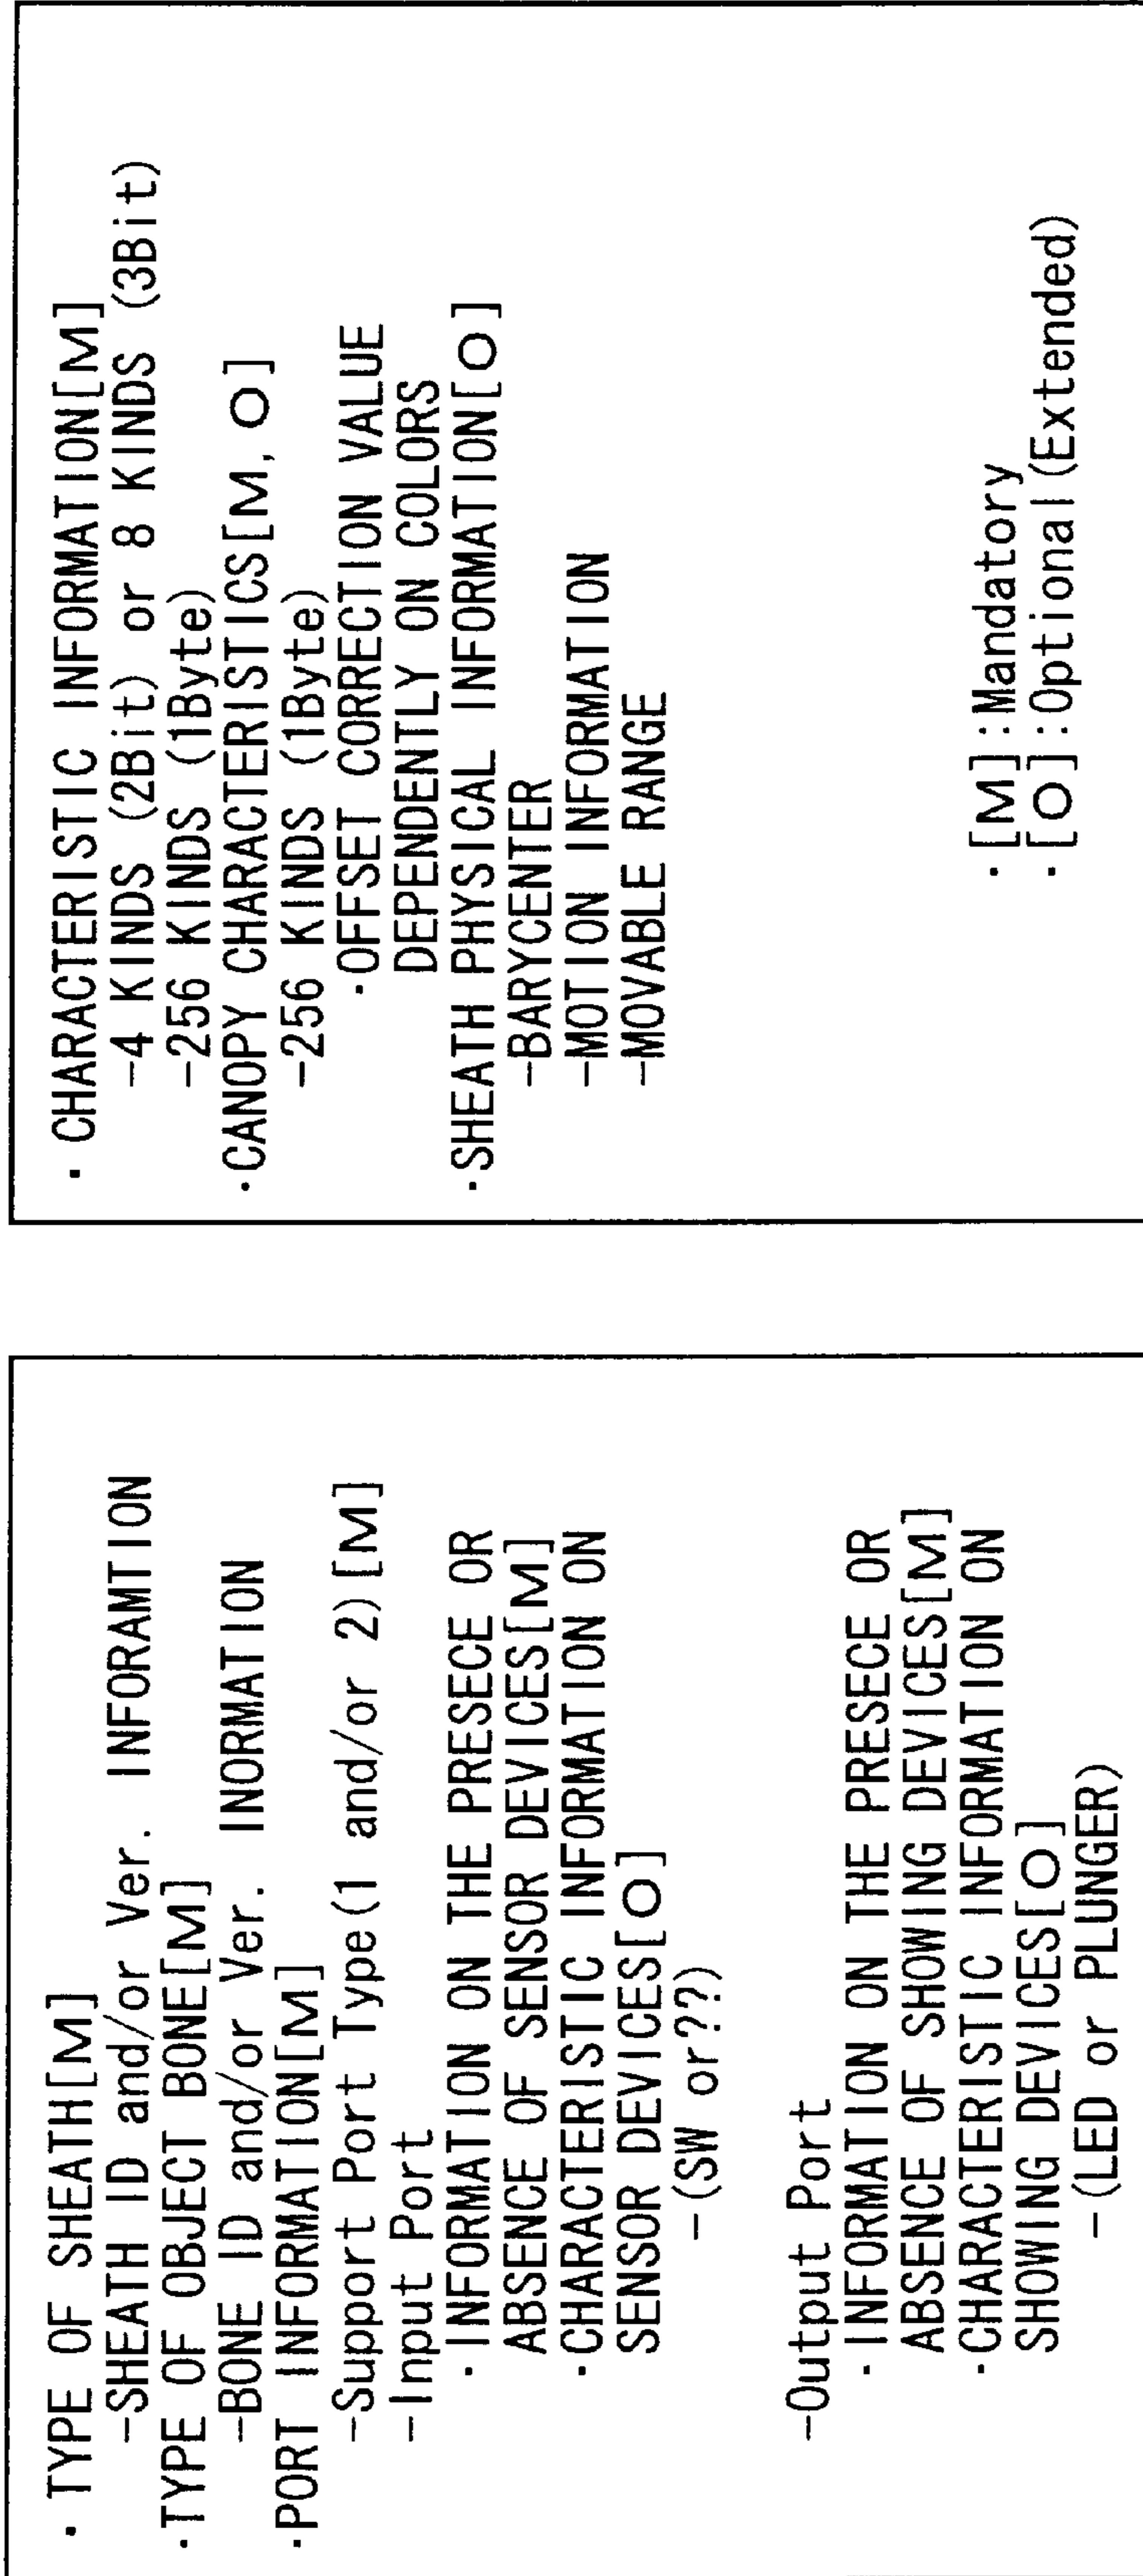 · TYPE OF SHEATH[M]
-SHEATH ID and/or Ver. INFORAMTION
·TYPE OF OBJECT BONE[M]
-BONE ID and/or Ver. INORMATION
·PORT INFORMATION[M]
-Support Port Type(1 and/or 2)[M]
-Input Port
· INFORMATION ON THE PRESECE OR
ABSENCE OF SENSOR DEVICES[M]
·CHARACTERISTIC INFORMATION ON
SENSOR DEVICES[O]
-(SW or??)
-Output Port
· INFORMATION ON THE PRESECE OR
ABSENCE OF SHOWING DEVICES[M]
·CHARACTERISTIC INFORMATION ON
SHOWING DEVICES[O]
-(LED or PLUNGER)
· CHARACTERISTIC INFORMATION[M]
-4 KINDS (2Bit) or 8 KINDS (3Bit)
-256 KINDS (1Byte)
·CANOPY CHARACTERISTICS[M, O]
-256 KINDS (1Byte)
·OFFSET CORRECTION VALUE
DEPENDENTLY ON COLORS
·SHEATH PHYSICAL INFORMATION[O]
-BARYCENTER
-MOTION INFORMATION
-MOVABLE RANGE
·[M]:Mandatory
·[O]:Optional(Extended)